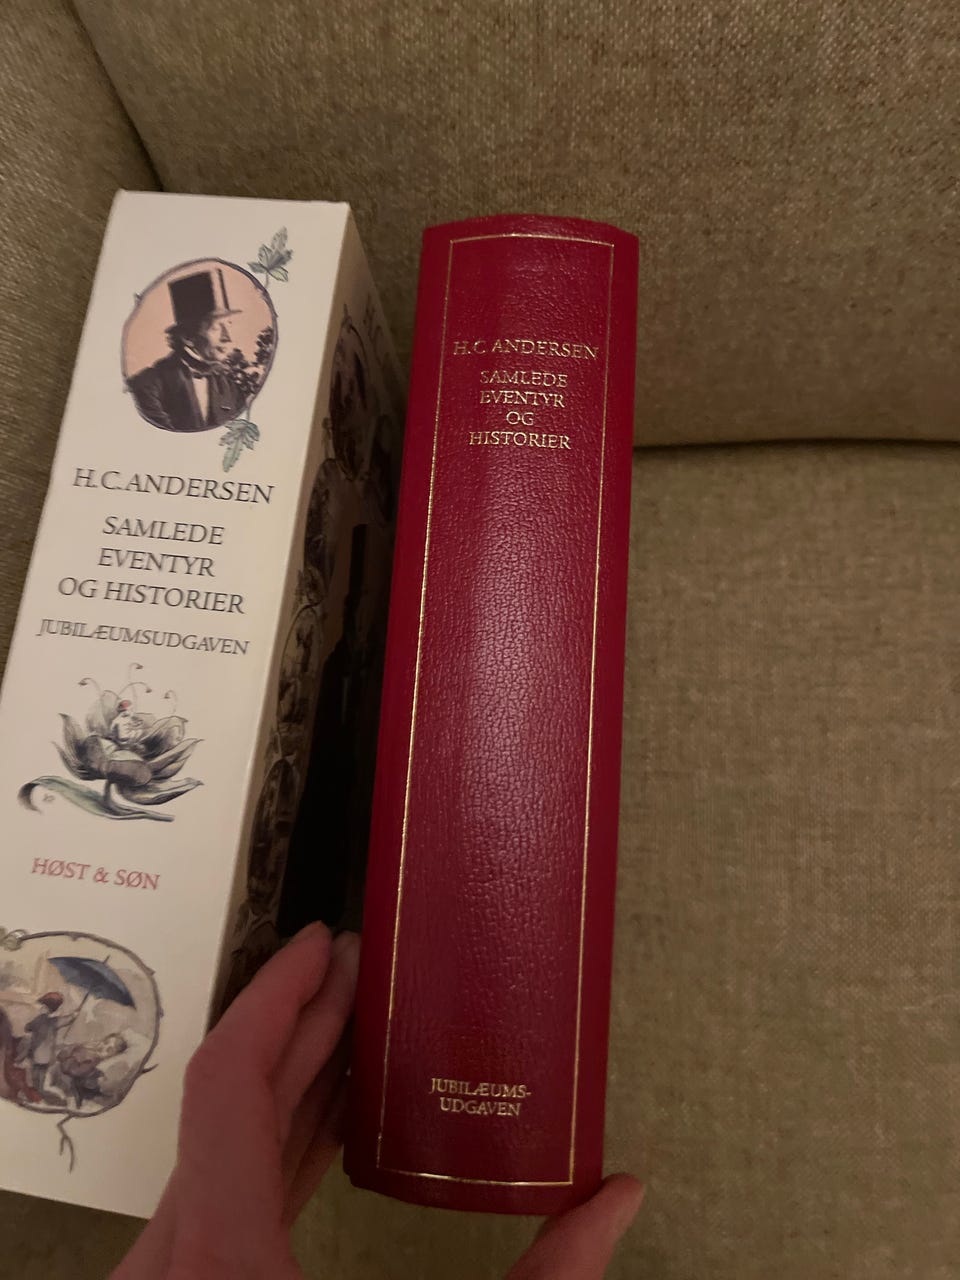 H.C.ANDERSEN
SAMLEDE
EVENTYR
OG HISTORIER
JUBILÆUMSUDGAVEN
HØST & SØN
H.C.ANDERSEN
SAMLEDE
EVENTYR
OG
HISTORIER
JUBILÆUMS-
UDGAVEN